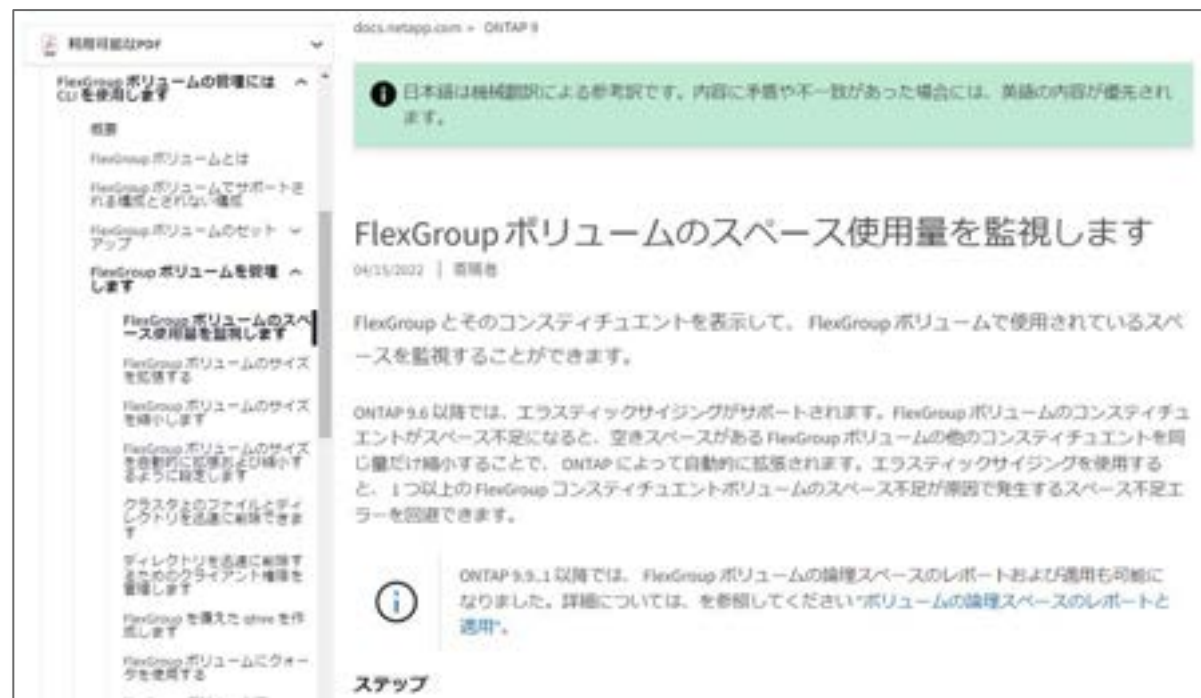 利用可能なPDF
FlexGroup ボリュームの管理には
CLI を使用します
概要
FlexGroup ボリュームとは
FlexGroup ボリュームでサポートさ
れる構成とされない構成
FlexGroup ボリュームのセット
アップ
FlexGroup ボリュームを管理
します
FlexGroup ボリュームのスペ
ース使用量を監視します
FlexGroup ボリュームのサイズ
を拡張する
FlexGroup ボリュームのサイズ
を縮小します
FlexGroup ボリュームのサイズ
を自動的に拡張および縮小す
るように設定します
クラスタ上のファイルとディ
レクトリを迅速に削除できま
す
ディレクトリを迅速に削除す
るためのクライアント権限を
管理します
FlexGroup を備えた qtree を作
成します
FlexGroup ボリュームにクォー
タを使用する
docs.netapp.com » ONTAP 9
日本語は機械翻訳による参考訳です。内容に矛盾や不一致があった場合には、英語の内容が優先され
ます。
FlexGroup ボリュームのスペース使用量を監視します
04/15/2022 | 寄稿者
FlexGroup とそのコンスティチュエントを表示して、 FlexGroup ボリュームで使用されているスペ
ースを監視することができます。
ONTAP 9.6 以降では、エラスティックサイジングがサポートされます。FlexGroup ボリュームのコンスティチュ
エントがスペース不足になると、空きスペースがある FlexGroup ボリュームの他のコンスティチュエントを同
じ量だけ縮小することで、 ONTAP によって自動的に拡張されます。エラスティックサイジングを使用する
と、 1 つ以上の FlexGroup コンスティチュエントボリュームのスペース不足が原因で発生するスペース不足エ
ラーを回避できます。
ONTAP 9.9..1 以降では、 FlexGroup ボリュームの論理スペースのレポートおよび適用も可能に
なりました。詳細については、を参照してください "ボリュームの論理スペースのレポートと
適用"。
ステップ